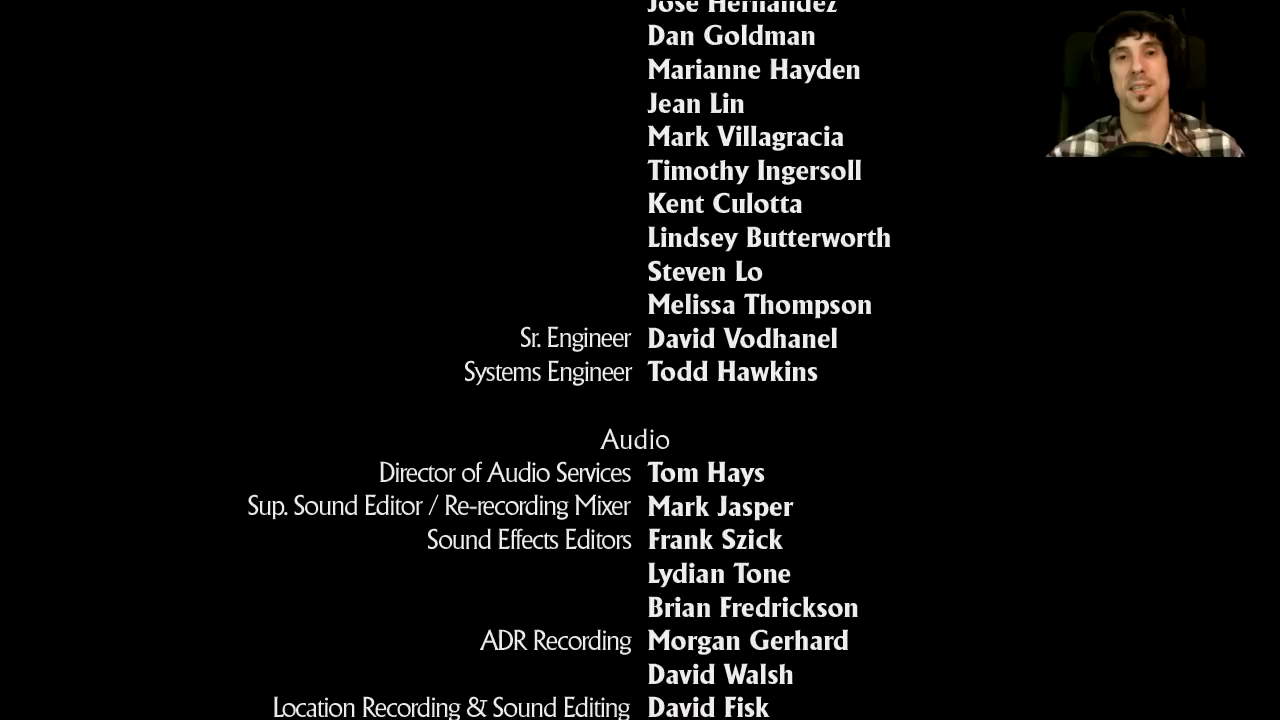 Jose Hernandez
Dan Goldman
Marianne Hayden
Jean Lin
Mark Villagracia
Timothy Ingersoll
Kent Culotta
Lindsey Butterworth
Steven Lo
Melissa Thompson
Sr. Engineer David Vodhanel
Systems Engineer Todd Hawkins
Audio
Director of Audio Services Tom Hays
Sup. Sound Editor / Re-recording Mixer Mark Jasper
Sound Effects Editors Frank Szick
Lydian Tone
Brian Fredrickson
ADR Recording Morgan Gerhard
David Walsh
Location Recording & Sound Editing David Fisk